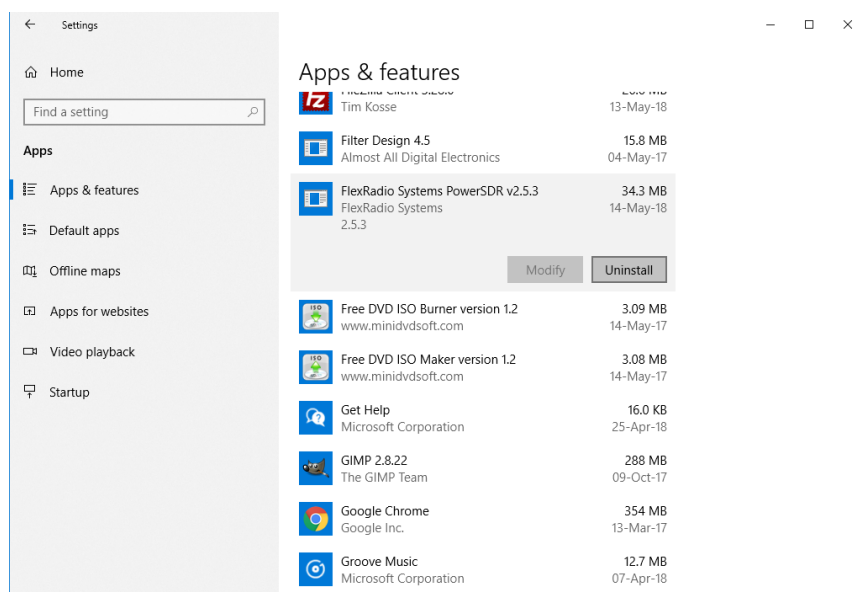 Settings
Home
Find a setting
Apps
Apps & features
Default apps
Offline maps
Apps for websites
Video playback
Startup
Apps & features
Tim Kosse
13-May-18
Filter Design 4.5
15.8 MB
Almost All Digital Electronics
04-May-17
FlexRadio Systems PowerSDR v2.5.3
34.3 MB
FlexRadio Systems
14-May-18
2.5.3
Modify
Uninstall
Free DVD ISO Burner version 1.2
3.09 MB
www.minidvdsoft.com
14-May-17
Free DVD ISO Maker version 1.2
3.08 MB
www.minidvdsoft.com
14-May-17
Get Help
16.0 KB
Microsoft Corporation
25-Apr-18
GIMP 2.8.22
288 MB
The GIMP Team
09-Oct-17
Google Chrome
354 MB
Google Inc.
13-Mar-17
Groove Music
12.7 MB
Microsoft Corporation
07-Apr-18